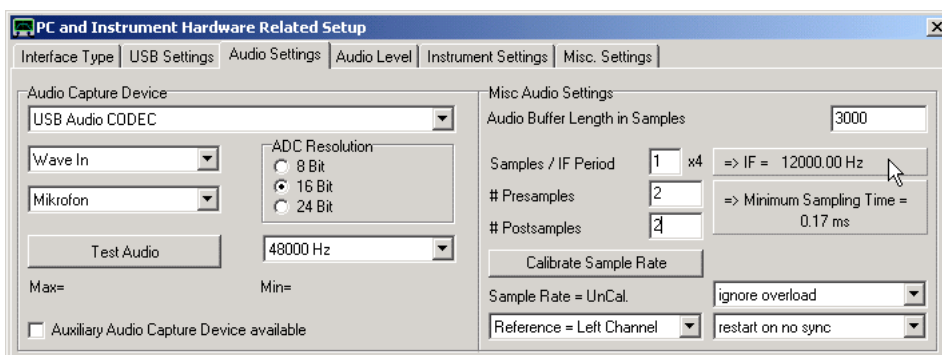 PC and Instrument Hardware Related Setup
Interface Type USB Settings Audio Settings Audio Level Instrument Settings Misc. Settings
Audio Capture Device
USB Audio CODEC
Wave In
Mikrofon
ADC Resolution
8 Bit
16 Bit
24 Bit
Test Audio
48000 Hz
Max=
Min=
Auxiliary Audio Capture Device available
Misc Audio Settings
Audio Buffer Length in Samples 3000
Samples / IF Period 1 x4
=> IF = 12000.00 Hz
# Presamples 2
# Postsamples 2
=> Minimum Sampling Time =
0.17 ms
Calibrate Sample Rate
Sample Rate = UnCal.
ignore overload
Reference = Left Channel
restart on no sync